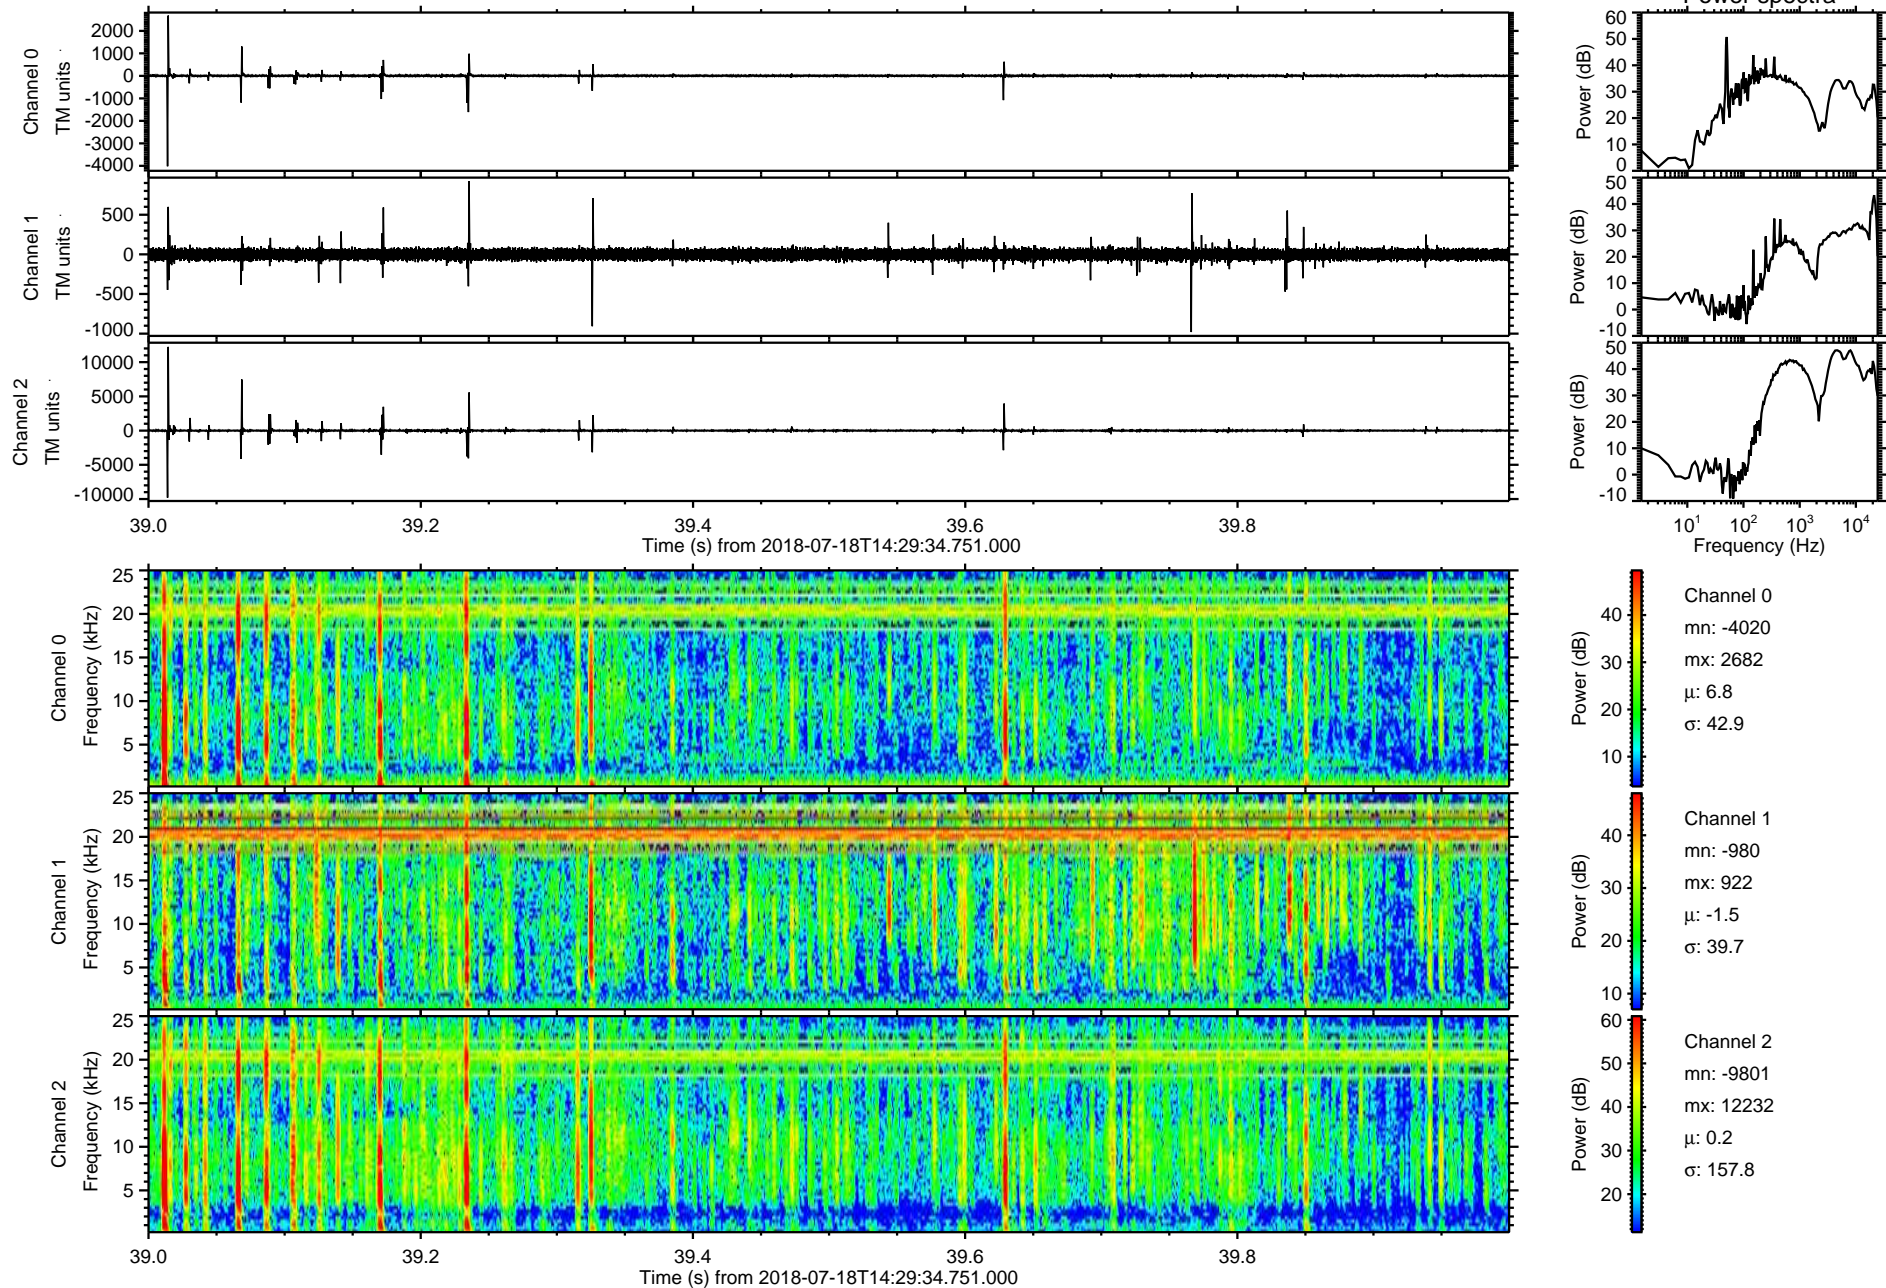 Power spectra
Channel 0
TM units
2000
1000
0
-1000
-2000
-3000
-4000
Power (dB)
60
50
40
30
20
10
0
Channel 1
TM units
500
0
-500
-1000
Power (dB)
50
40
30
20
10
0
-10
Channel 2
TM units
10000
5000
0
-5000
-10000
Power (dB)
50
40
30
20
10
0
-10
39.0 39.2 39.4 39.6 39.8
Time (s) from 2018-07-18T14:29:34.751.000
10^1 10^2 10^3 10^4
Frequency (Hz)
Channel 0
Frequency (kHz)
25
20
15
10
5
Power (dB)
40
30
20
10
Channel 0
mn: -4020
mx: 2682
μ: 6.8
σ: 42.9
Channel 1
Frequency (kHz)
25
20
15
10
5
Power (dB)
40
30
20
10
Channel 1
mn: -980
mx: 922
μ: -1.5
σ: 39.7
Channel 2
Frequency (kHz)
25
20
15
10
5
Power (dB)
60
50
40
30
20
Channel 2
mn: -9801
mx: 12232
μ: 0.2
σ: 157.8
39.0 39.2 39.4 39.6 39.8
Time (s) from 2018-07-18T14:29:34.751.000